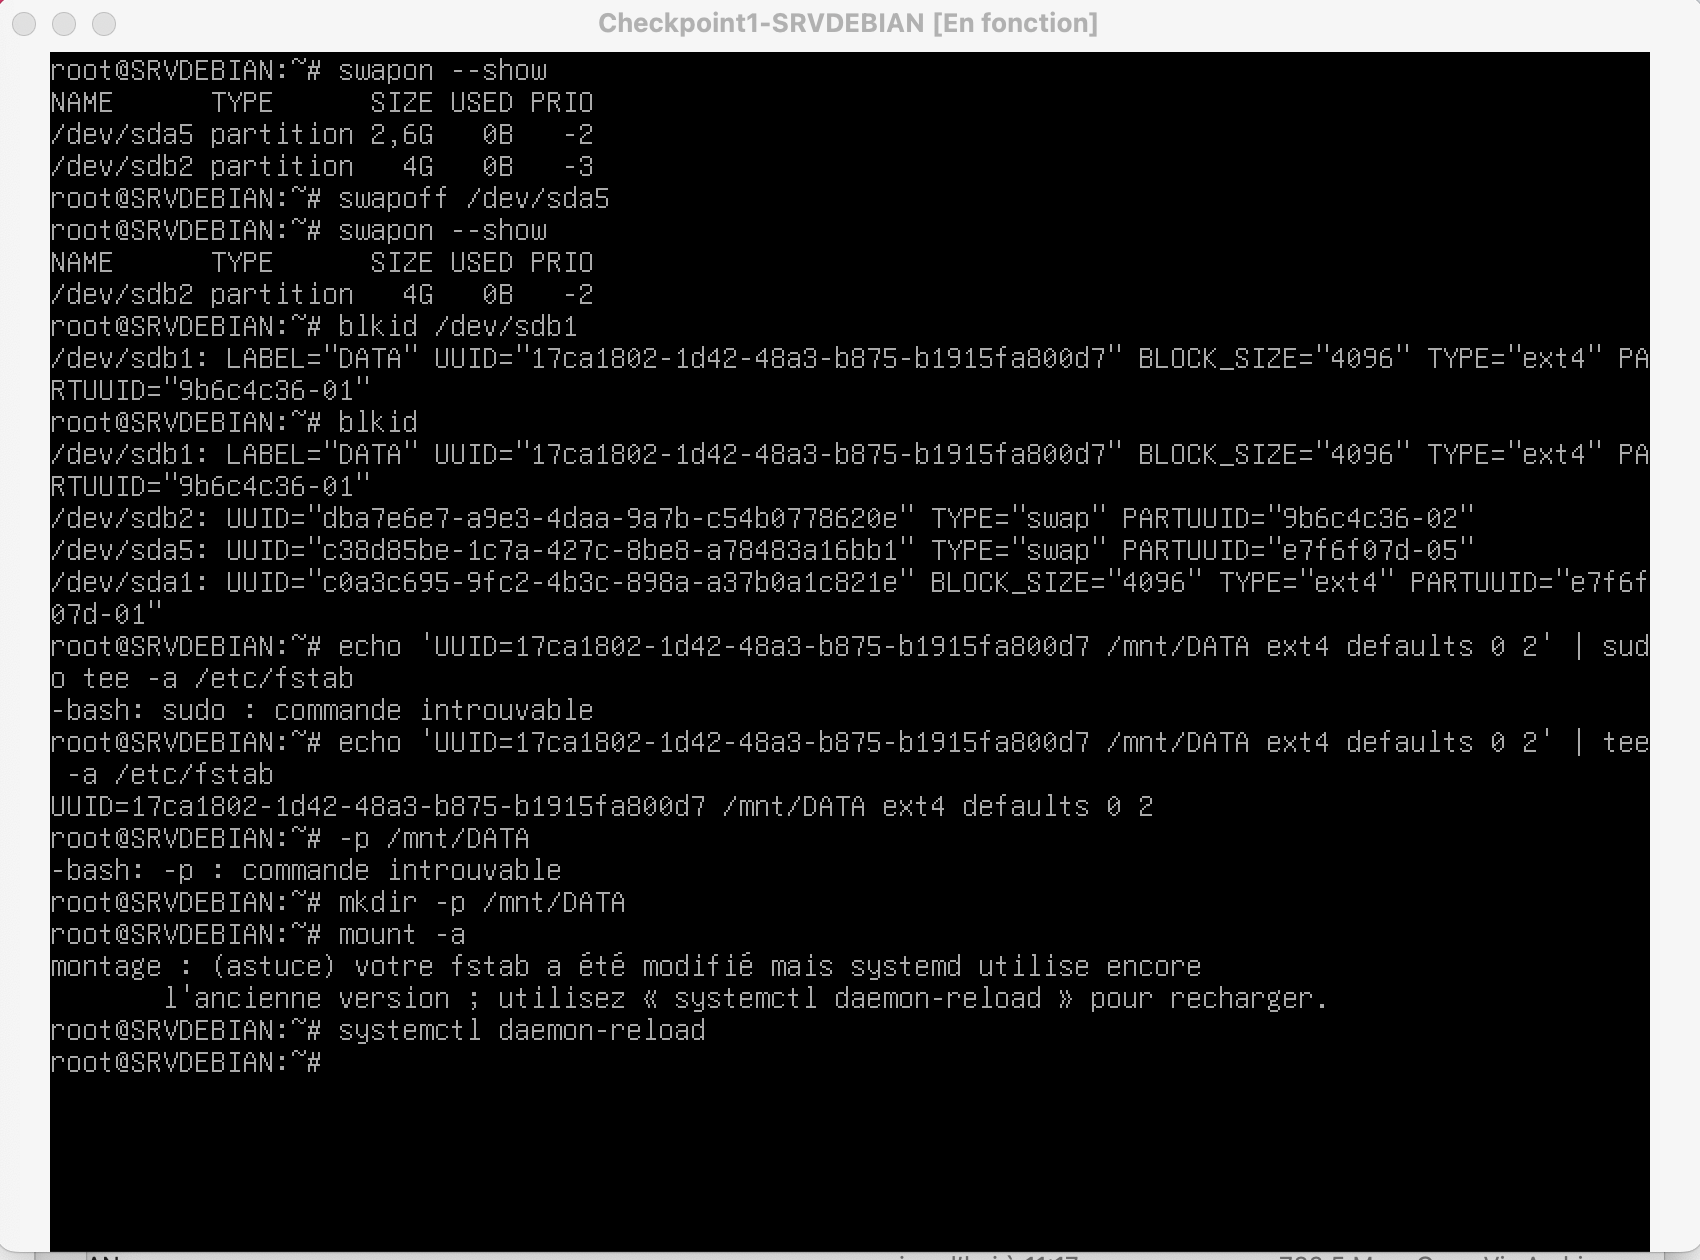 Checkpoint1-SRVDEBIAN [En fonction]
root@SRVDEBIAN:~# swapon --show
NAME      TYPE      SIZE USED PRIO
/dev/sda5 partition 2,6G   0B   -2
/dev/sdb2 partition   4G   0B   -3
root@SRVDEBIAN:~# swapoff /dev/sda5
root@SRVDEBIAN:~# swapon --show
NAME      TYPE      SIZE USED PRIO
/dev/sdb2 partition   4G   0B   -2
root@SRVDEBIAN:~# blkid /dev/sdb1
/dev/sdb1: LABEL="DATA" UUID="17ca1802-1d42-48a3-b875-b1915fa800d7" BLOCK_SIZE="4096" TYPE="ext4" PA
RTUUID="9b6c4c36-01"
root@SRVDEBIAN:~# blkid
/dev/sdb1: LABEL="DATA" UUID="17ca1802-1d42-48a3-b875-b1915fa800d7" BLOCK_SIZE="4096" TYPE="ext4" PA
RTUUID="9b6c4c36-01"
/dev/sdb2: UUID="dba7e6e7-a9e3-4daa-9a7b-c54b0778620e" TYPE="swap" PARTUUID="9b6c4c36-02"
/dev/sda5: UUID="c38d85be-1c7a-427c-8be8-a78483a16bb1" TYPE="swap" PARTUUID="e7f6f07d-05"
/dev/sda1: UUID="c0a3c695-9fc2-4b3c-898a-a37b0a1c821e" BLOCK_SIZE="4096" TYPE="ext4" PARTUUID="e7f6f
07d-01"
root@SRVDEBIAN:~# echo 'UUID=17ca1802-1d42-48a3-b875-b1915fa800d7 /mnt/DATA ext4 defaults 0 2' | sud
o tee -a /etc/fstab
-bash: sudo : commande introuvable
root@SRVDEBIAN:~# echo 'UUID=17ca1802-1d42-48a3-b875-b1915fa800d7 /mnt/DATA ext4 defaults 0 2' | tee
 -a /etc/fstab
UUID=17ca1802-1d42-48a3-b875-b1915fa800d7 /mnt/DATA ext4 defaults 0 2
root@SRVDEBIAN:~# -p /mnt/DATA
-bash: -p : commande introuvable
root@SRVDEBIAN:~# mkdir -p /mnt/DATA
root@SRVDEBIAN:~# mount -a
montage : (astuce) votre fstab a été modifié mais systemd utilise encore
       l'ancienne version ; utilisez « systemctl daemon-reload » pour recharger.
root@SRVDEBIAN:~# systemctl daemon-reload
root@SRVDEBIAN:~#